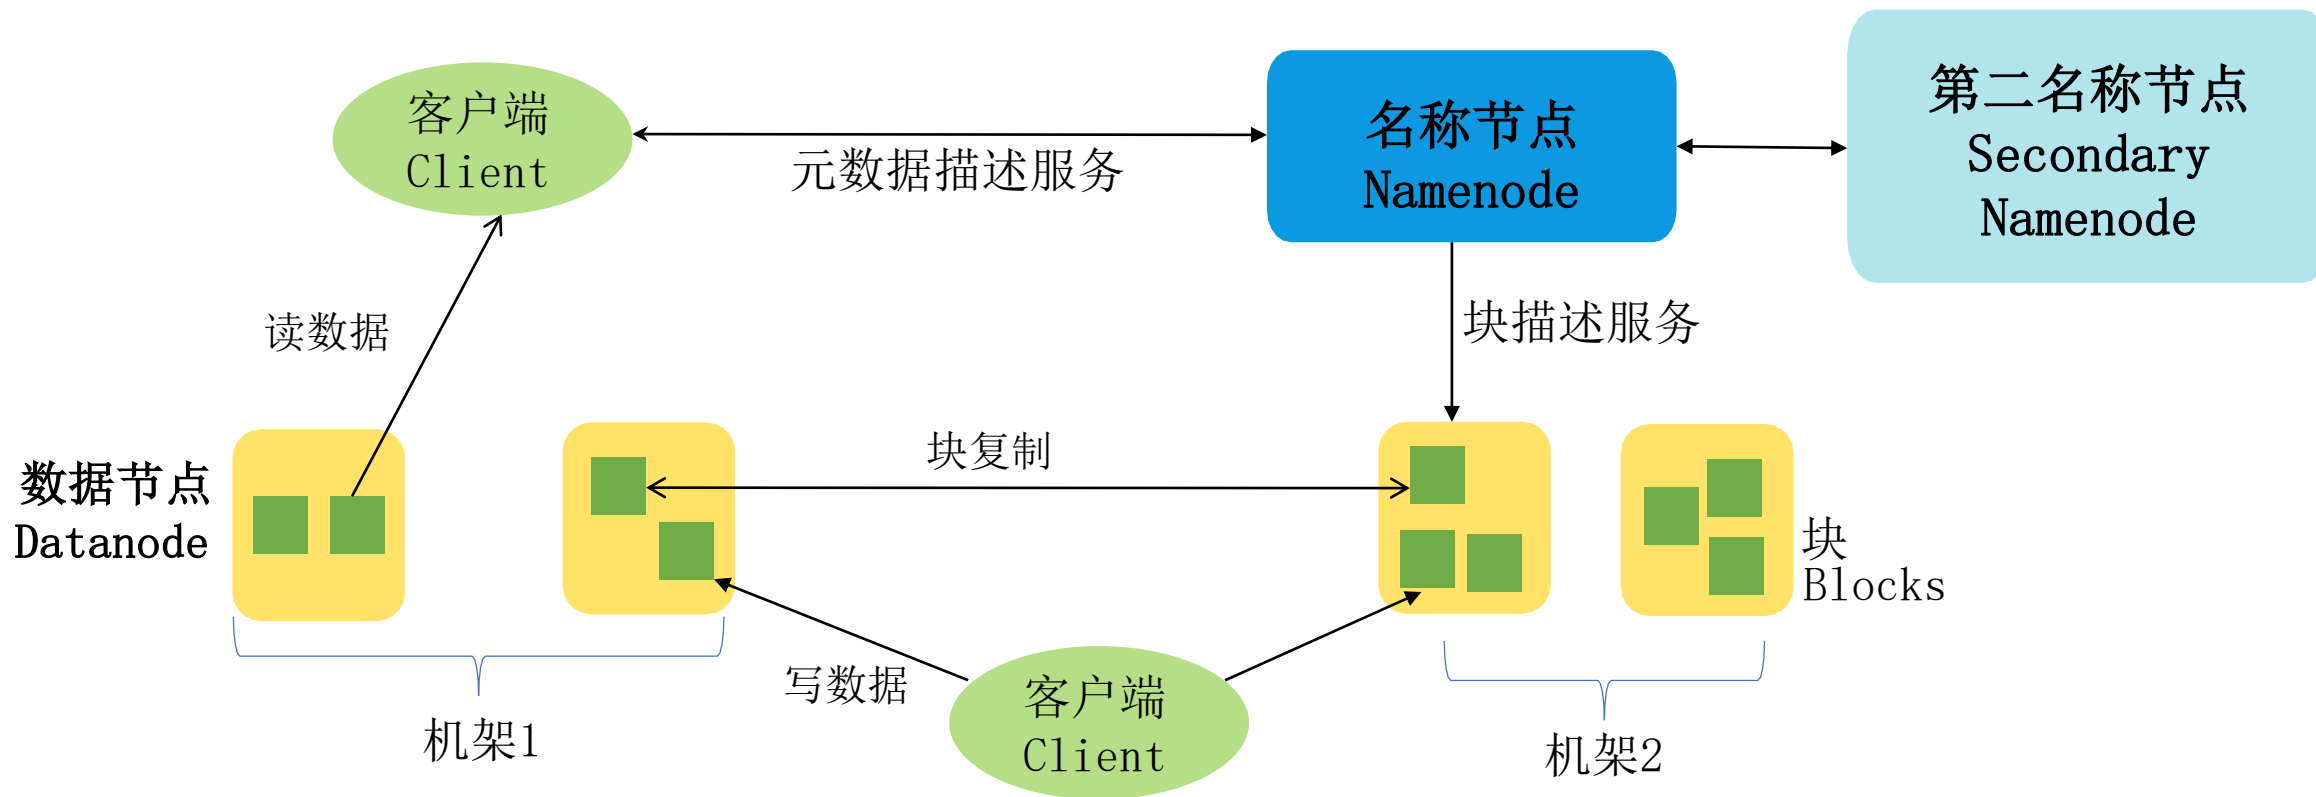 客户端
Client
元数据描述服务
名称节点
Namenode
第二名称节点
Secondary
Namenode
读数据
块描述服务
数据节点
Datanode
块复制
块
Blocks
写数据
客户端
Client
机架1
机架2